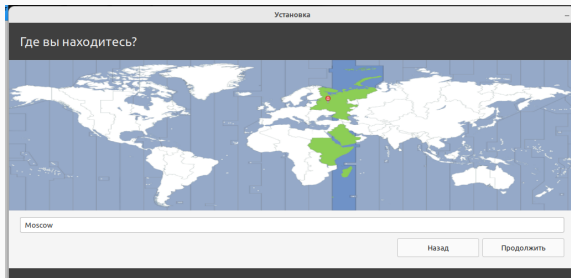 Установка
Где вы находитесь?
Moscow
Назад
Продолжить